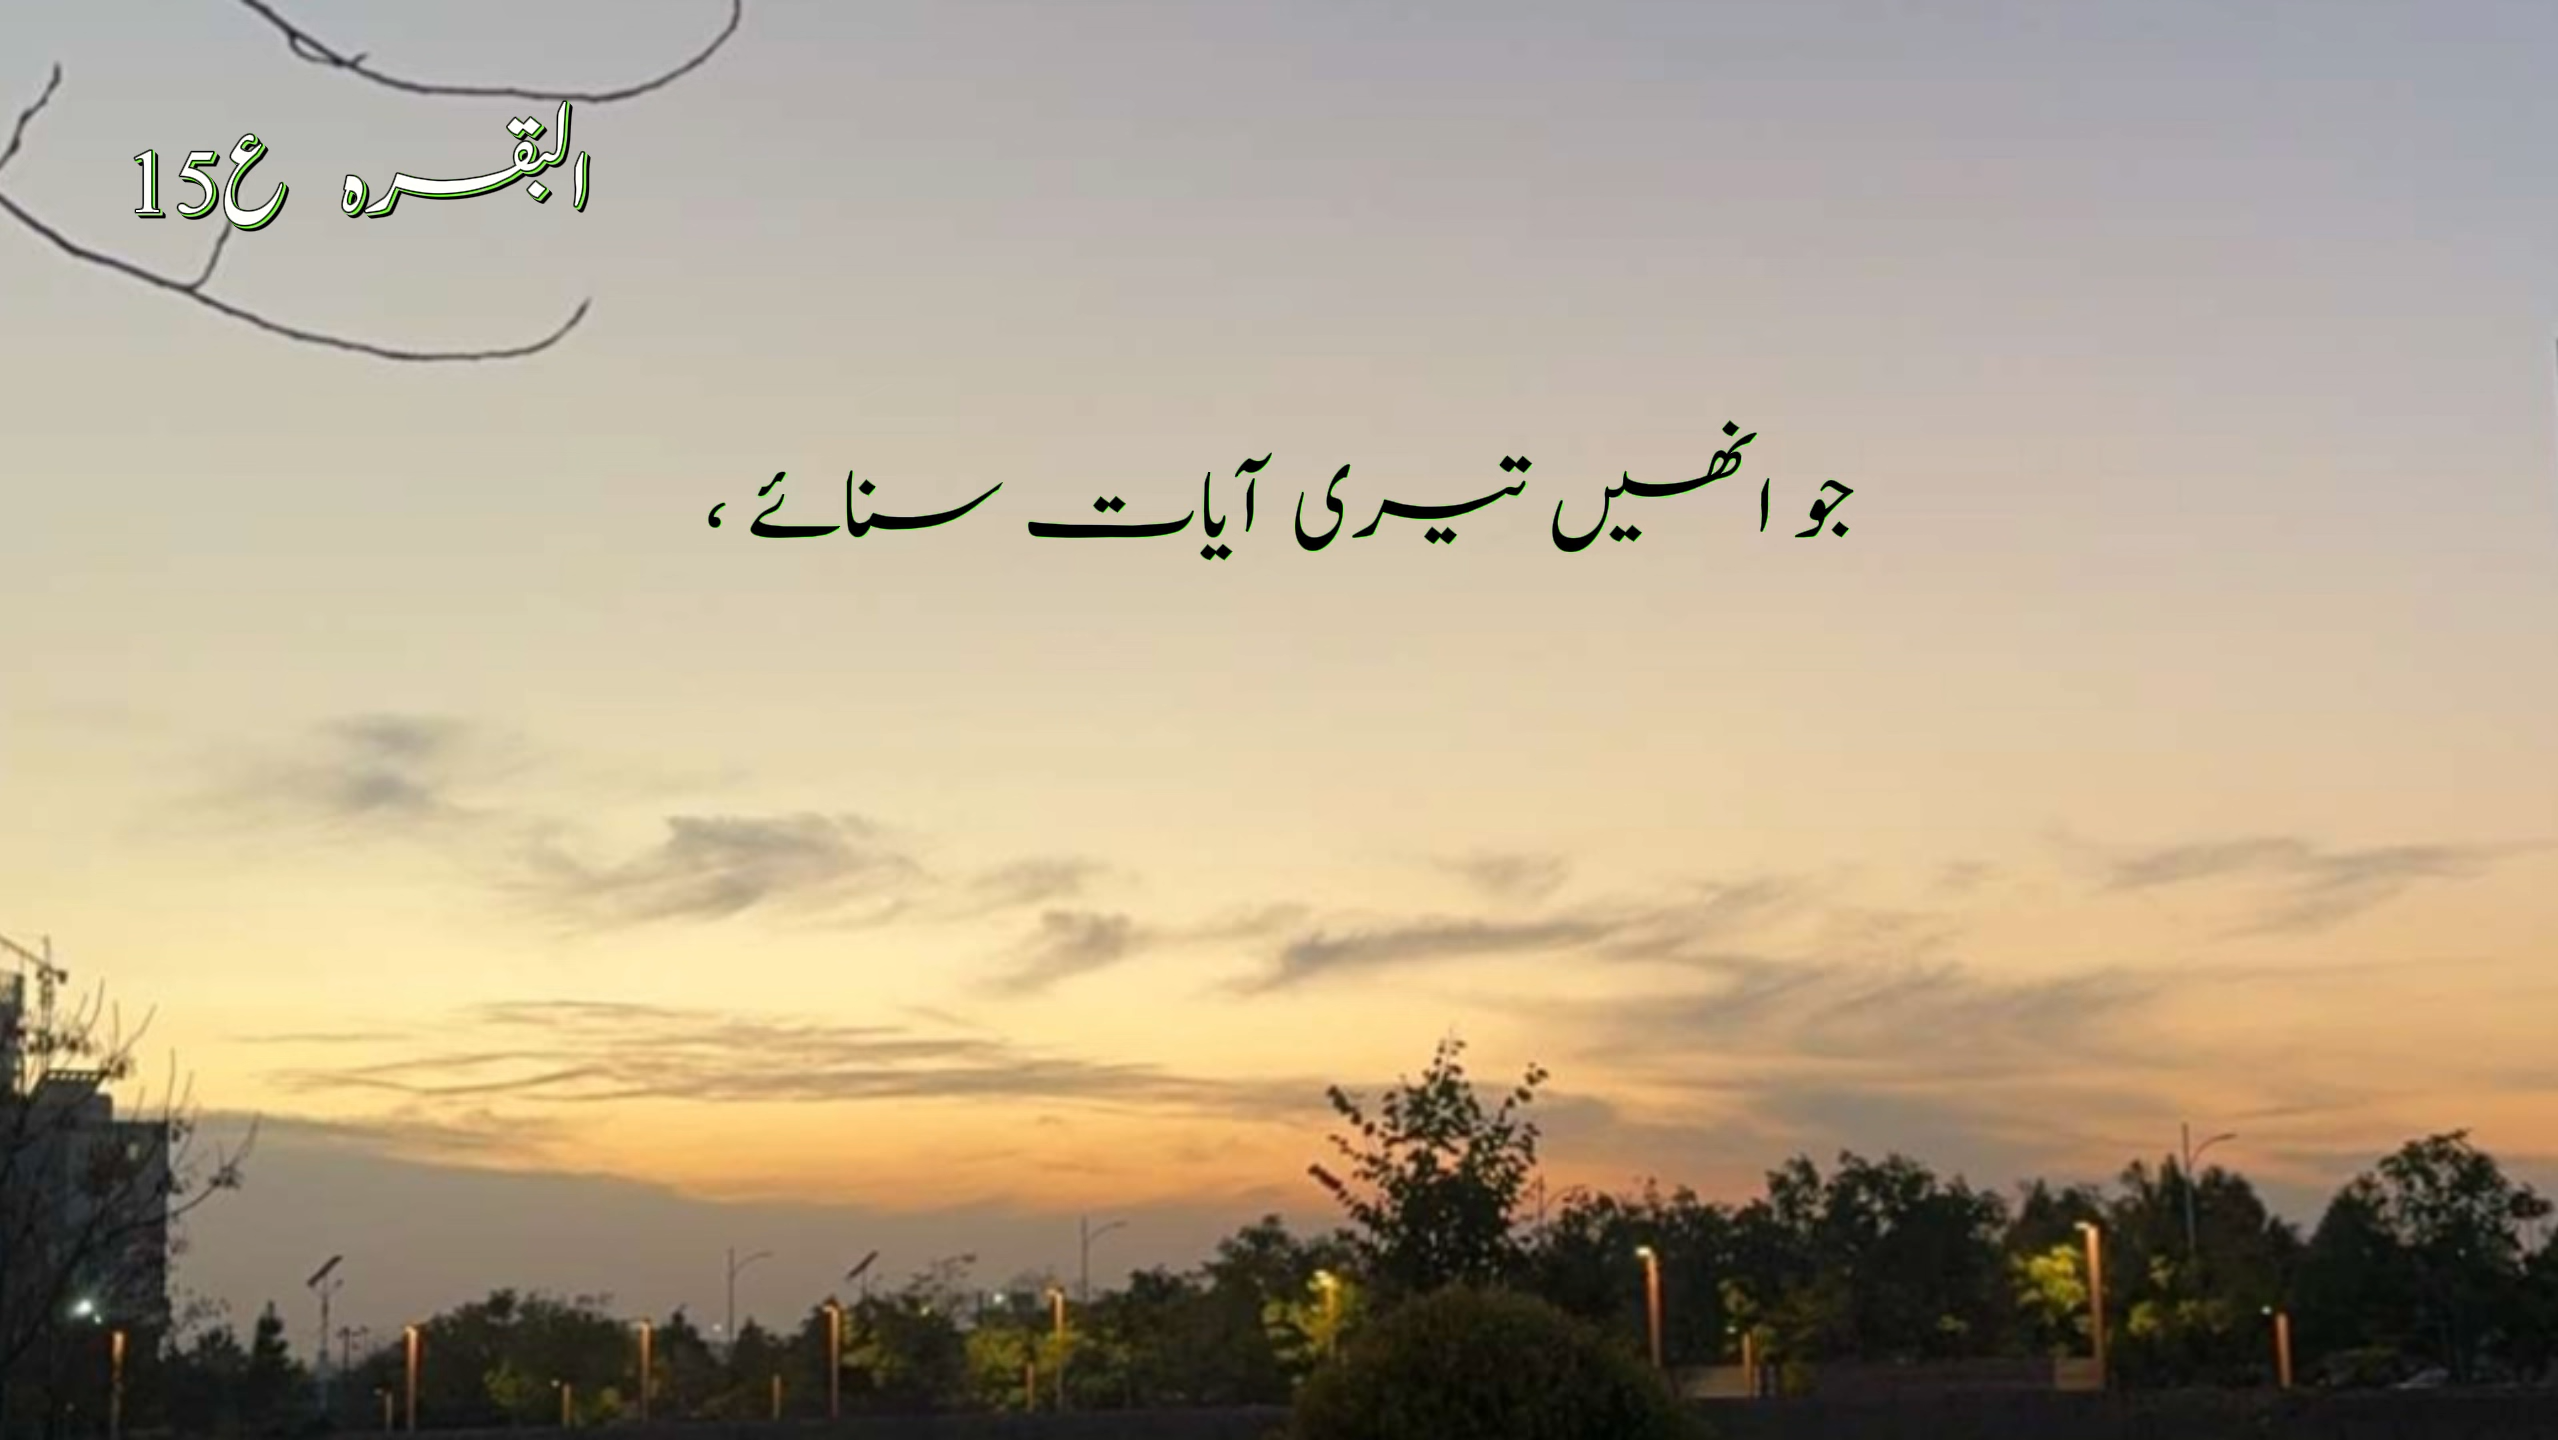 البقرہ ع15
جو انھیں تیری آیات سنائے ،